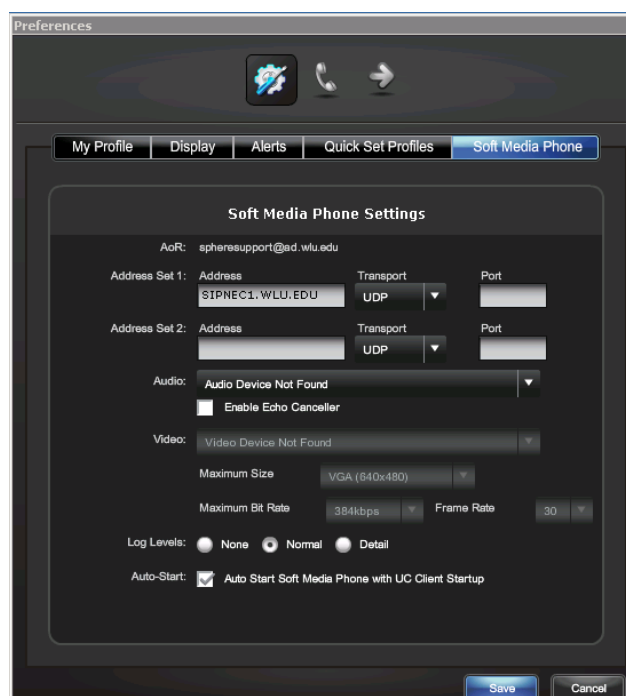 Preferences
My Profile Display Alerts Quick Set Profiles Soft Media Phone
Soft Media Phone Settings
AoR: spheresupport@ad.wlu.edu
Address Set 1: Address Transport Port
SIPNEC1.WLU.EDU UDP
Address Set 2: Address Transport Port
UDP
Audio: Audio Device Not Found
Enable Echo Canceller
Video: Video Device Not Found
Maximum Size VGA (640x480)
Maximum Bit Rate 384kbps Frame Rate 30
Log Levels: None Normal Detail
Auto-Start: Auto Start Soft Media Phone with UC Client Startup
Save Cancel